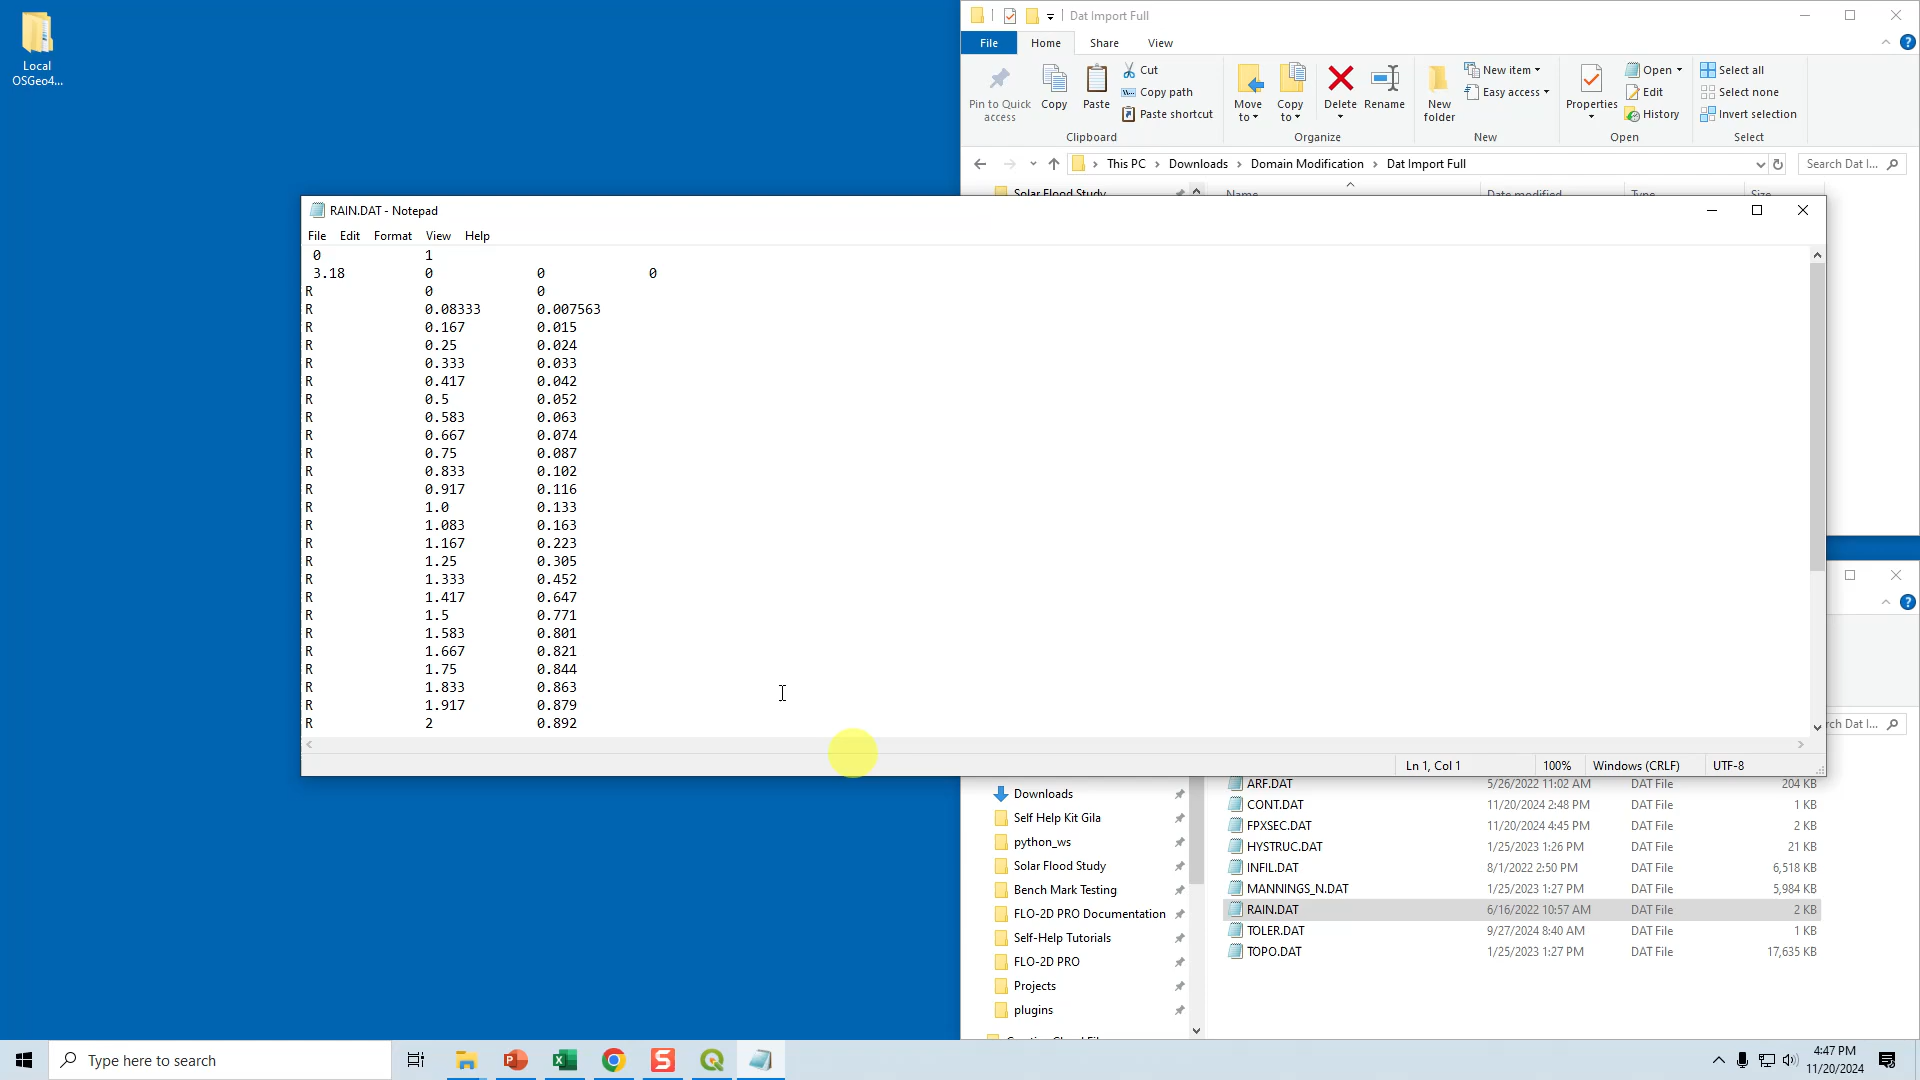 Local
OSGeo4...
Dat Import Full
File Home Share View
Pin to Quick
access
Copy
Paste
Cut
Copy path
Paste shortcut
Clipboard
Move
to
Copy
to
Delete
Rename
Organize
New
folder
New item
Easy access
New
Properties
Open
Edit
History
Open
Select all
Select none
Invert selection
Select
This PC > Downloads > Domain Modification > Dat Import Full
Search Dat I...
Solar Flood Study
Name Date modified Type Size
RAIN.DAT - Notepad
File Edit Format View Help
0 1
3.18 0 0 0
R 0 0
R 0.08333 0.007563
R 0.167 0.015
R 0.25 0.024
R 0.333 0.033
R 0.417 0.042
R 0.5 0.052
R 0.583 0.063
R 0.667 0.074
R 0.75 0.087
R 0.833 0.102
R 0.917 0.116
R 1.0 0.133
R 1.083 0.163
R 1.167 0.223
R 1.25 0.305
R 1.333 0.452
R 1.417 0.647
R 1.5 0.771
R 1.583 0.801
R 1.667 0.821
R 1.75 0.844
R 1.833 0.863
R 1.917 0.879
R 2 0.892
Ln 1, Col 1 100% Windows (CRLF) UTF-8
rch Dat I...
Downloads
Self Help Kit Gila
python_ws
Solar Flood Study
Bench Mark Testing
FLO-2D PRO Documentation
Self-Help Tutorials
FLO-2D PRO
Projects
plugins
ARF.DAT 5/26/2022 11:02 AM DAT File 204 KB
CONT.DAT 11/20/2024 2:48 PM DAT File 1 KB
FPXSEC.DAT 11/20/2024 4:45 PM DAT File 2 KB
HYSTRUC.DAT 1/25/2023 1:26 PM DAT File 21 KB
INFIL.DAT 8/1/2022 2:50 PM DAT File 6,518 KB
MANNINGS_N.DAT 1/25/2023 1:27 PM DAT File 5,984 KB
RAIN.DAT 6/16/2022 10:57 AM DAT File 2 KB
TOLER.DAT 9/27/2024 8:40 AM DAT File 1 KB
TOPO.DAT 1/25/2023 1:27 PM DAT File 17,635 KB
Type here to search
4:47 PM
11/20/2024